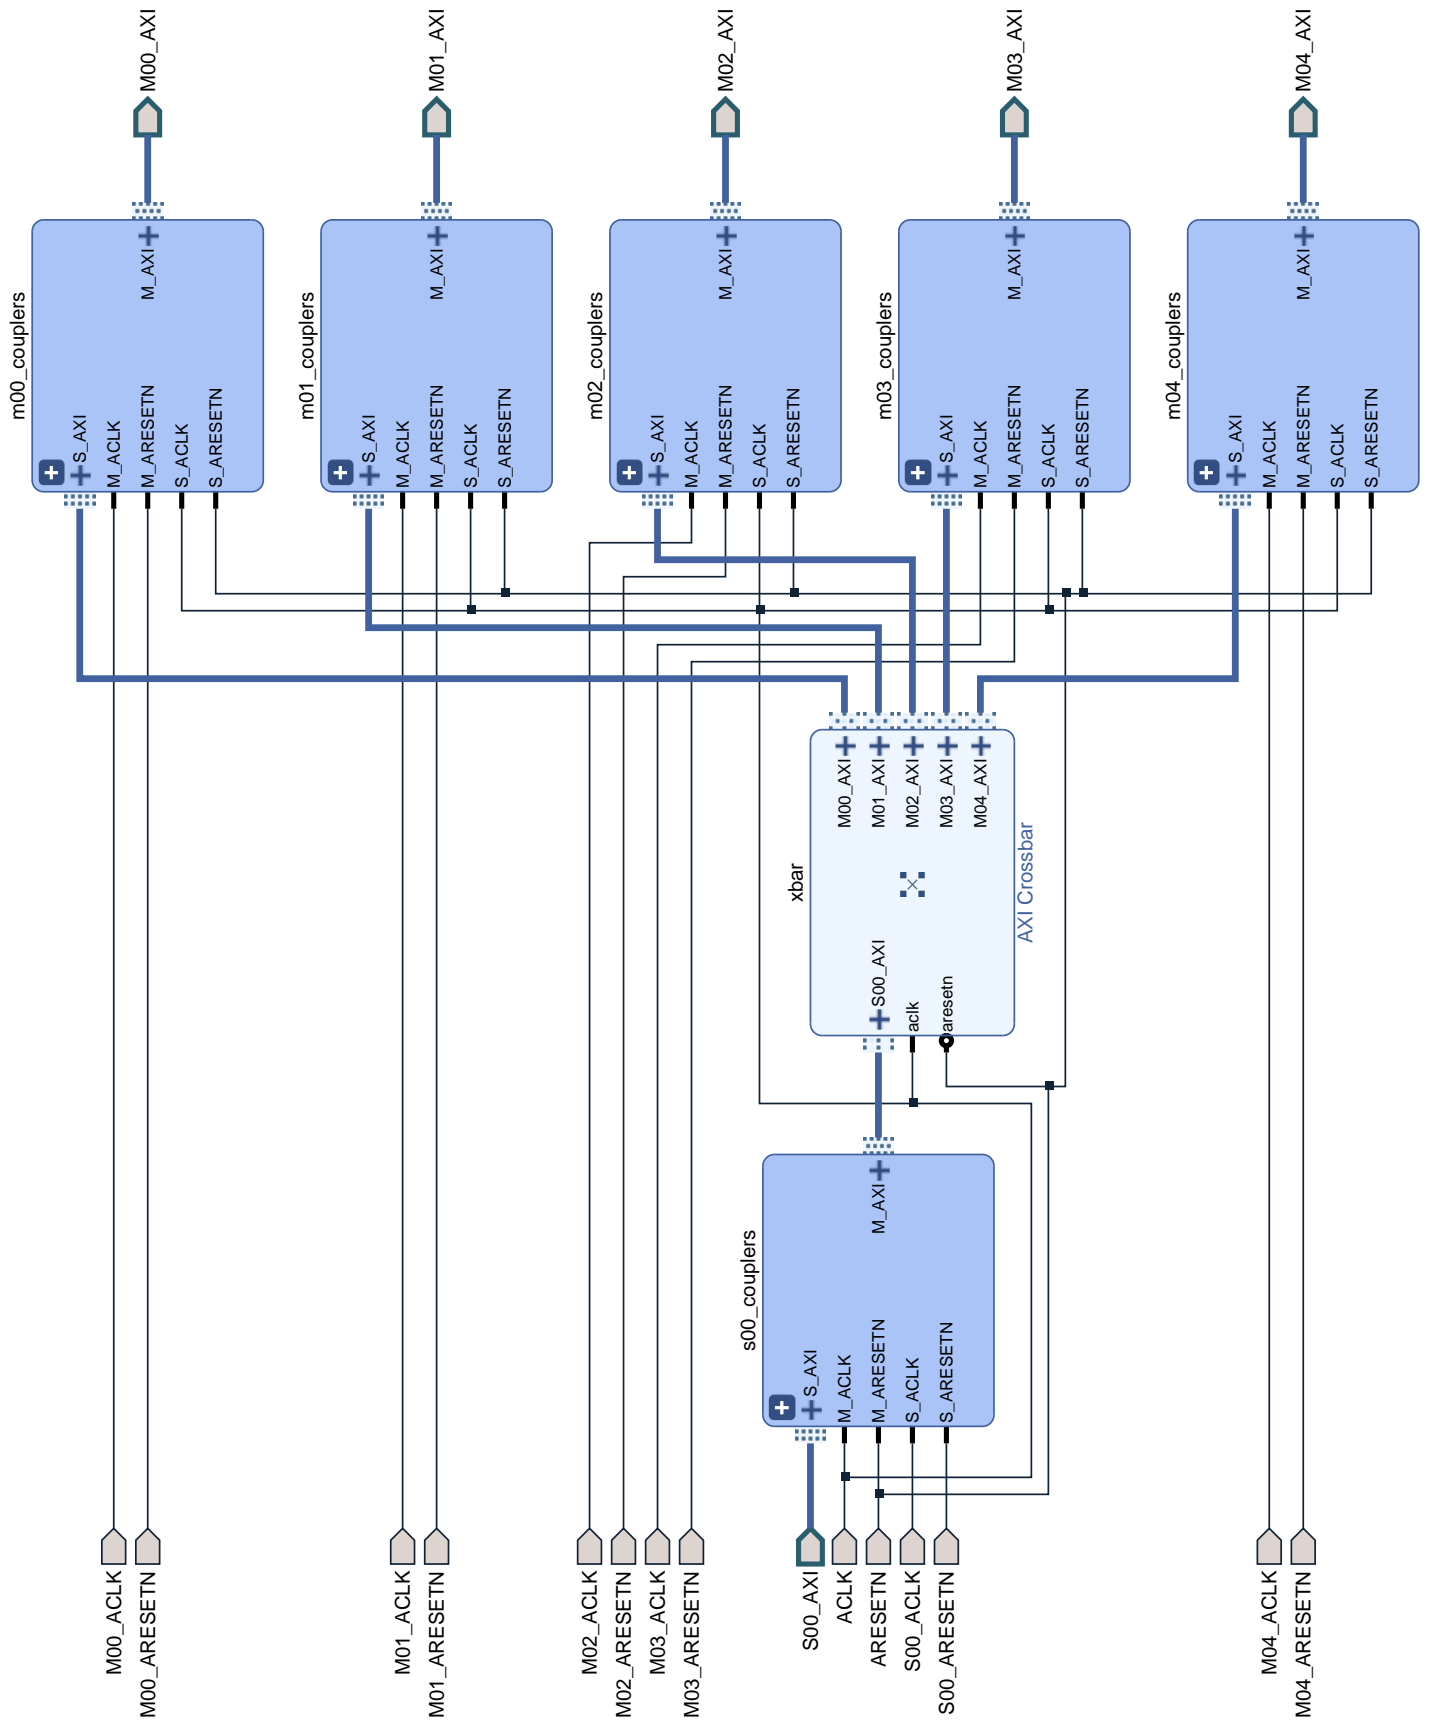 M00_AXI
M01_AXI
M02_AXI
M03_AXI
M04_AXI
m00_couplers
S_AXI
M_ACLK
M_ARESETN
S_ACLK
S_ARESETN
M_AXI
m01_couplers
S_AXI
M_ACLK
M_ARESETN
S_ACLK
S_ARESETN
M_AXI
m02_couplers
S_AXI
M_ACLK
M_ARESETN
S_ACLK
S_ARESETN
M_AXI
m03_couplers
S_AXI
M_ACLK
M_ARESETN
S_ACLK
S_ARESETN
M_AXI
m04_couplers
S_AXI
M_ACLK
M_ARESETN
S_ACLK
S_ARESETN
M_AXI
xbar
M00_AXI
M01_AXI
M02_AXI
M03_AXI
M04_AXI
S00_AXI
aclk
aresetn
AXI Crossbar
s00_couplers
S_AXI
M_ACLK
M_ARESETN
S_ACLK
S_ARESETN
M_AXI
M00_ACLK
M00_ARESETN
M01_ACLK
M01_ARESETN
M02_ACLK
M02_ARESETN
M03_ACLK
M03_ARESETN
S00_AXI
ACLK
ARESETN
S00_ACLK
S00_ARESETN
M04_ACLK
M04_ARESETN